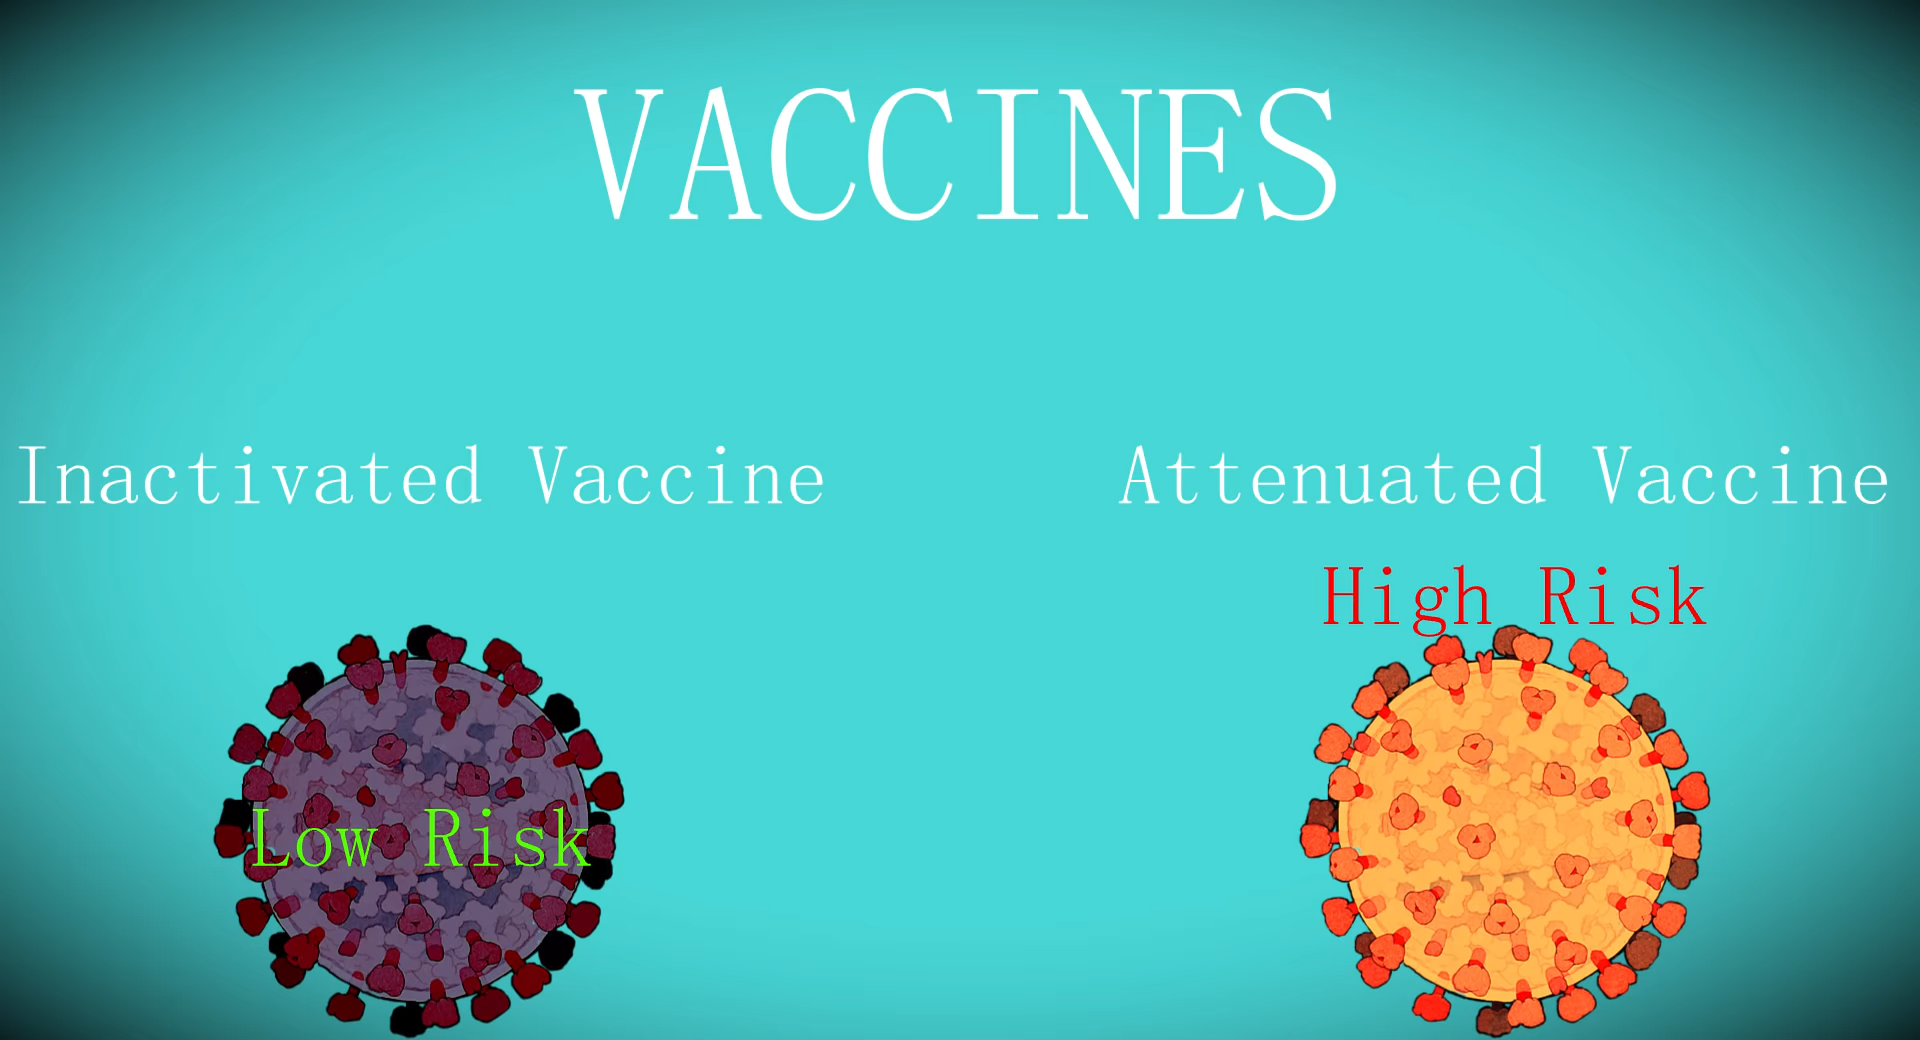 VACCINES
Inactivated Vaccine
Attenuated Vaccine
High Risk
Low Risk